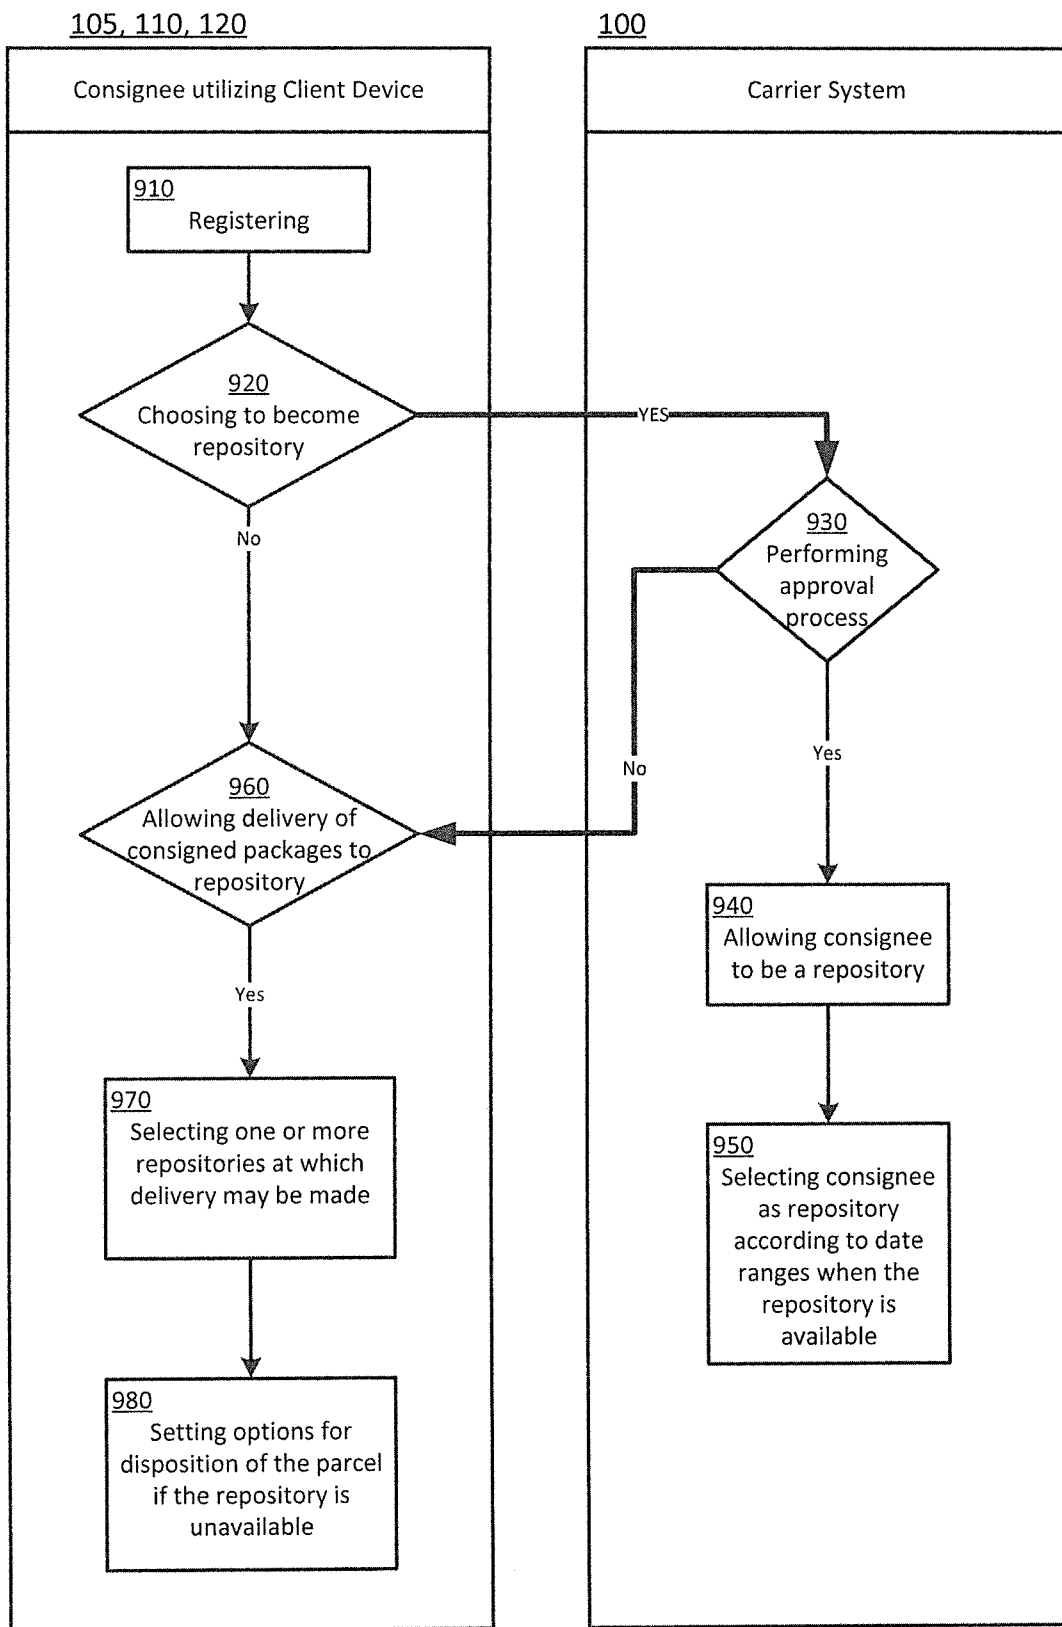 105, 110, 120
100
Consignee utilizing Client Device
Carrier System
910
Registering
920
Choosing to become
repository
YES
No
930
Performing
approval
process
No
Yes
960
Allowing delivery of
consigned packages to
repository
Yes
940
Allowing consignee
to be a repository
970
Selecting one or more
repositories at which
delivery may be made
950
Selecting consignee
as repository
according to date
ranges when the
repository is
available
980
Setting options for
disposition of the parcel
if the repository is
unavailable